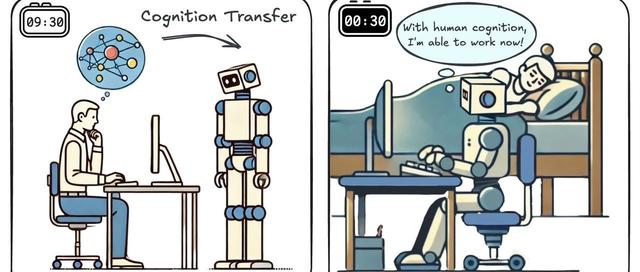 09:30
Cognition Transfer
00:30
With human cognition,
I'm able to work now!